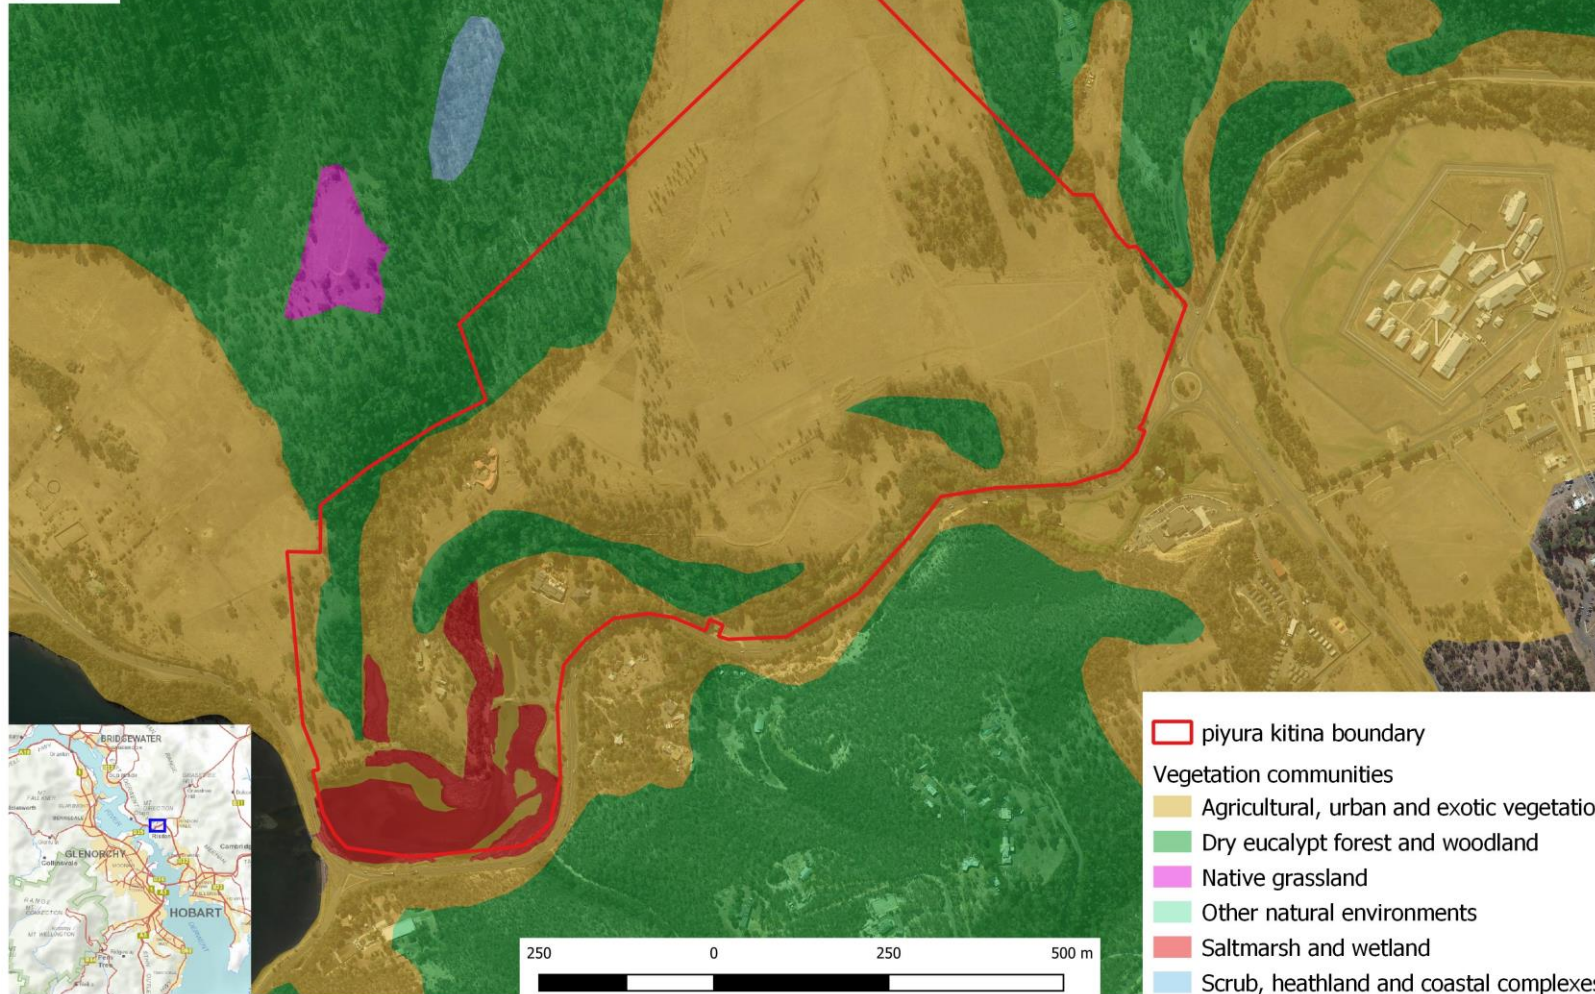 BRIDGEWATER
GLENORCHY
HOBART
250 0 250 500 m
piyura kitina boundary
Vegetation communities
Agricultural, urban and exotic vegetatio
Dry eucalypt forest and woodland
Native grassland
Other natural environments
Saltmarsh and wetland
Scrub, heathland and coastal complexe